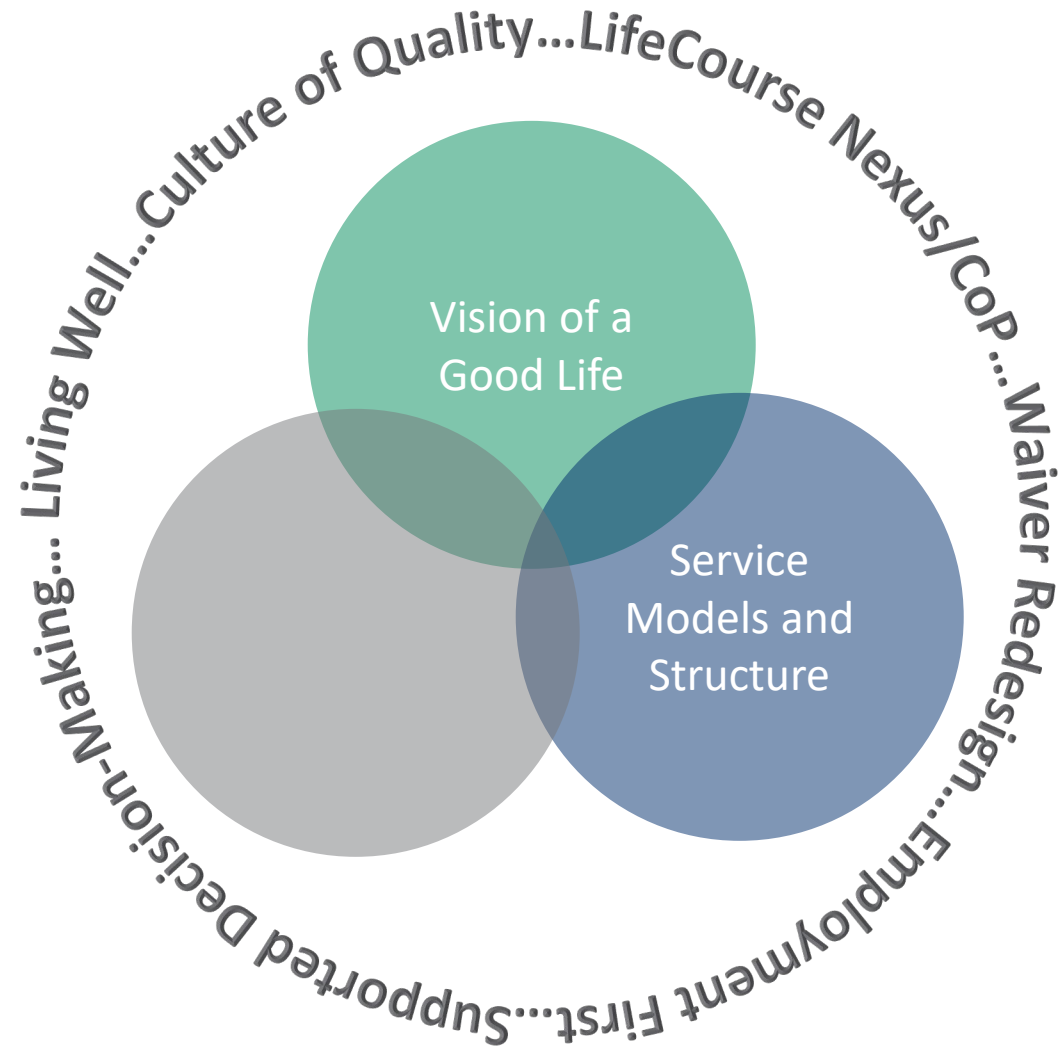 Living Well...Culture of Quality...LifeCourse Nexus/CoP...Waiver Redesign...Employment First...Supported Decision-Making...
Vision of a
Good Life
Service
Models and
Structure